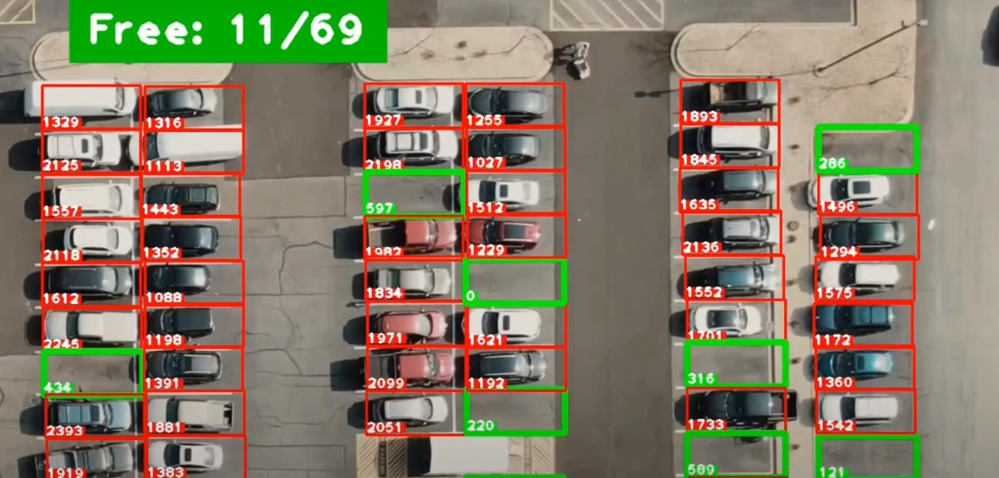 Free: 11/69
1329 1316 1927 1255 1893
2125 1113 2198 1027 1845 286
1557 1443 597 1512 1635 1496
2118 1352 1982 1229 2136 1294
1612 1088 1834 0 1552 1575
2245 1198 1971 1621 1701 1172
434 1391 2099 1192 316 1360
2393 1881 2051 220 1733 1542
1919 1383 589 121